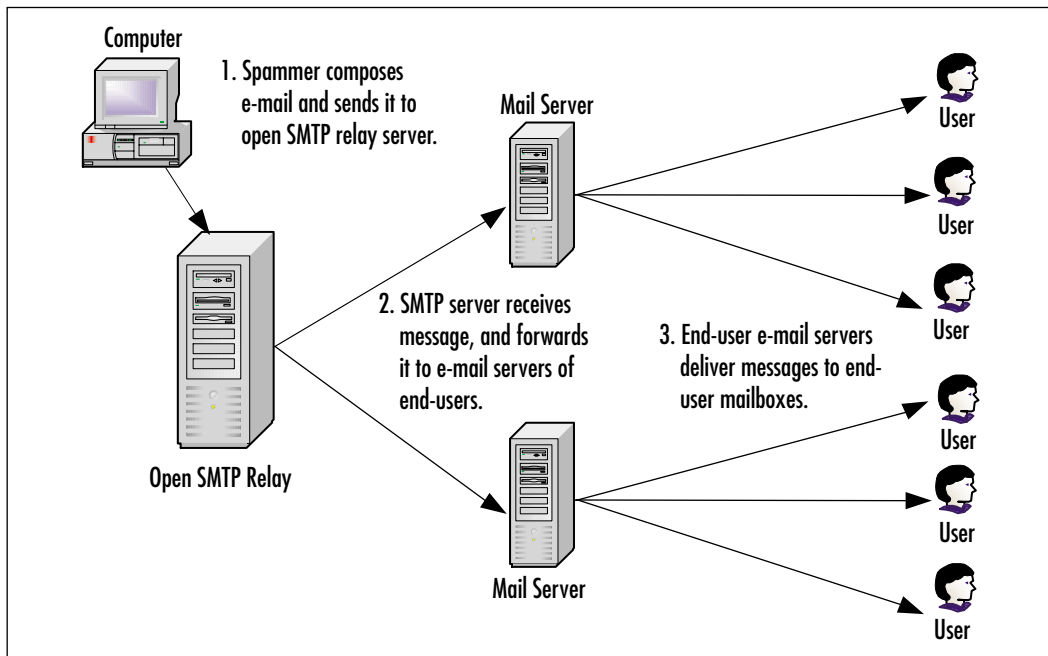 Computer
1. Spammer composes
e-mail and sends it to
open SMTP relay server.
Mail Server
User
User
User
2. SMTP server receives
message, and forwards
it to e-mail servers of
end-users.
3. End-user e-mail servers
deliver messages to end-
user mailboxes.
Open SMTP Relay
Mail Server
User
User
User